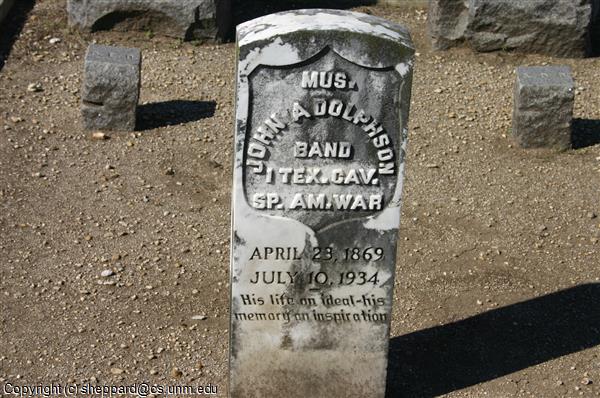 MUS.
JOHN A DOLPHSON
BAND
1 TEX. CAV.
SP. AM. WAR
APRIL 23, 1869
JULY 10, 1934
His life an ideal-his
memory an inspiration
Copyright (c) sheppard@cs.unm.edu